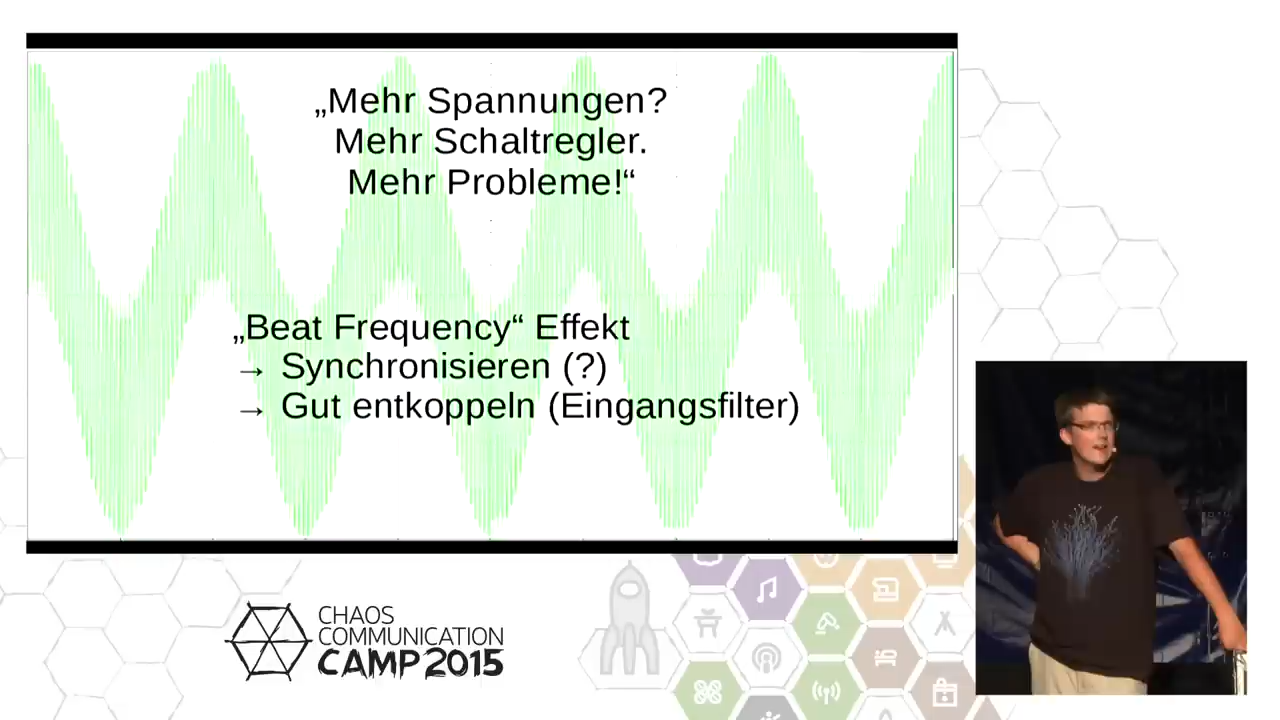 „Mehr Spannungen?
Mehr Schaltregler.
Mehr Probleme!“
„Beat Frequency“ Effekt
→ Synchronisieren (?)
→ Gut entkoppeln (Eingangsfilter)
CHAOS
COMMUNICATION
CAMP 2015